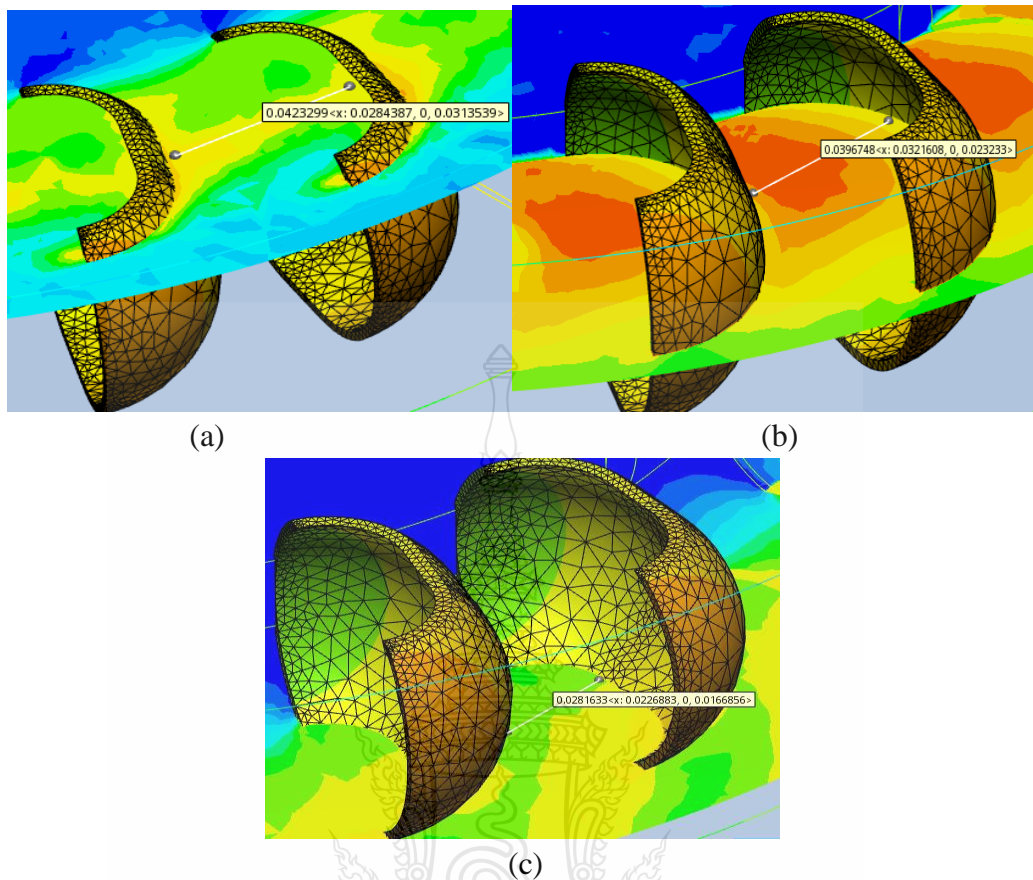 0.0423299<x: 0.0284387, 0, 0.0313539>
0.0396748<x: 0.0321608, 0, 0.023233>
(a)
(b)
0.0281633<x: 0.0226883, 0, 0.0166856>
(c)